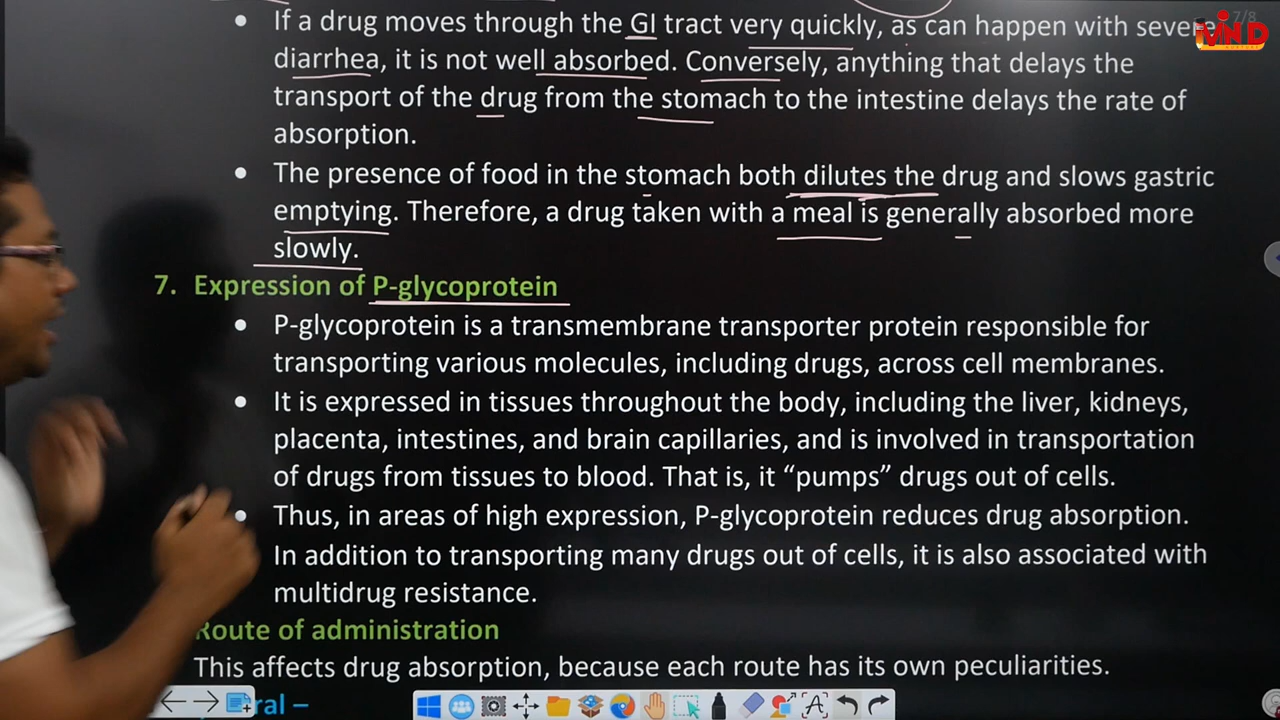 • If a drug moves through the GI tract very quickly, as can happen with severe
diarrhea, it is not well absorbed. Conversely, anything that delays the
transport of the drug from the stomach to the intestine delays the rate of
absorption.
• The presence of food in the stomach both dilutes the drug and slows gastric
emptying. Therefore, a drug taken with a meal is generally absorbed more
slowly.
7. Expression of P-glycoprotein
• P-glycoprotein is a transmembrane transporter protein responsible for
transporting various molecules, including drugs, across cell membranes.
• It is expressed in tissues throughout the body, including the liver, kidneys,
placenta, intestines, and brain capillaries, and is involved in transportation
of drugs from tissues to blood. That is, it “pumps” drugs out of cells.
• Thus, in areas of high expression, P-glycoprotein reduces drug absorption.
In addition to transporting many drugs out of cells, it is also associated with
multidrug resistance.
Route of administration
This affects drug absorption, because each route has its own peculiarities.
7/8